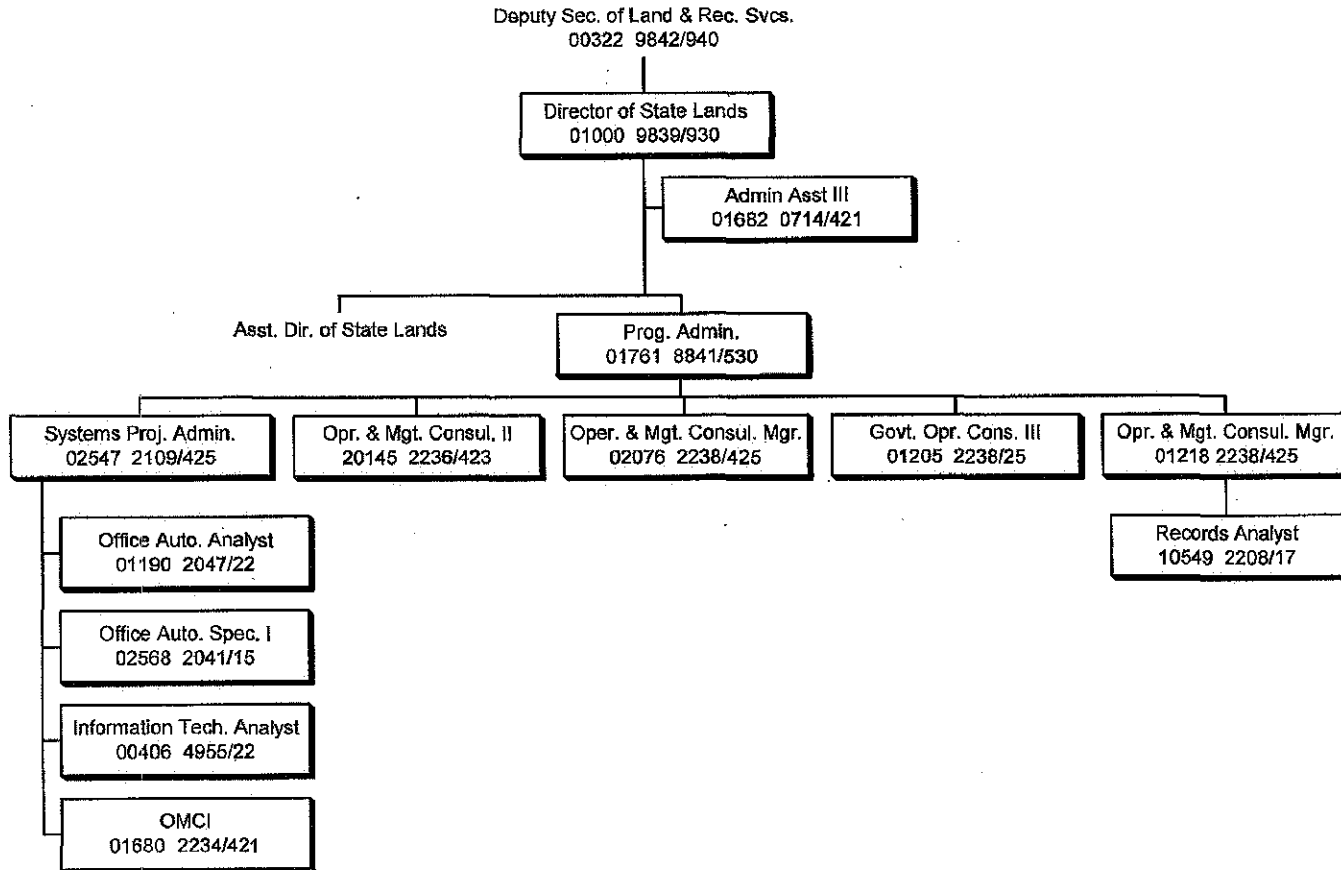 Deputy Sec. of Land & Rec. Svcs.
00322 9842/940
Director of State Lands
01000 9839/930
Admin Asst III
01682 0714/421
Asst. Dir. of State Lands
Prog. Admin.
01761 8841/530
Systems Proj. Admin.
02547 2109/425
Opr. & Mgt. Consul. II
20145 2236/423
Oper. & Mgt. Consul. Mgr.
02076 2238/425
Govt. Opr. Cons. III
01205 2238/25
Opr. & Mgt. Consul. Mgr.
01218 2238/425
Office Auto. Analyst
01190 2047/22
Office Auto. Spec. I
02568 2041/15
Information Tech. Analyst
00406 4955/22
OMCI
01680 2234/421
Records Analyst
10549 2208/17